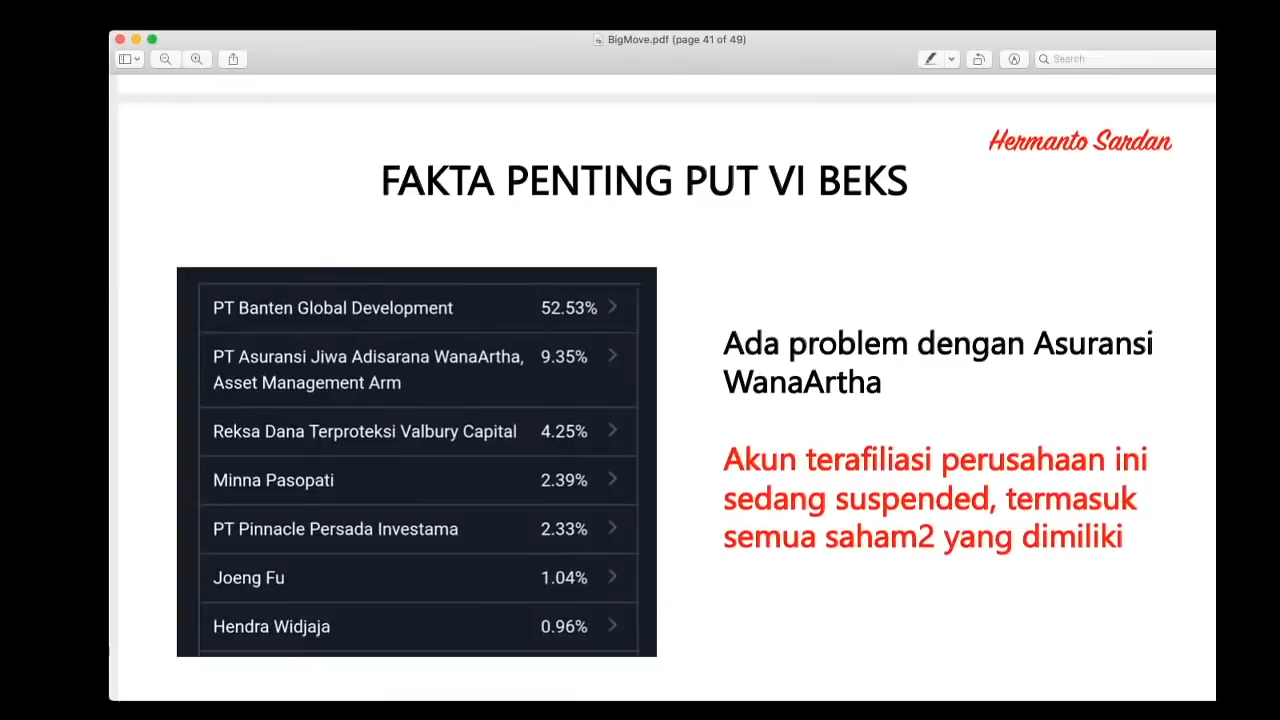 BigMove.pdf (page 41 of 49)
Search
Hermanto Sardan
FAKTA PENTING PUT VI BEKS
PT Banten Global Development 52.53%
PT Asuransi Jiwa Adisarana WanaArtha, 9.35%
Asset Management Arm
Reksa Dana Terproteksi Valbury Capital 4.25%
Minna Pasopati 2.39%
PT Pinnacle Persada Investama 2.33%
Joeng Fu 1.04%
Hendra Widjaja 0.96%
Ada problem dengan Asuransi
WanaArtha
Akun terafiliasi perusahaan ini
sedang suspended, termasuk
semua saham2 yang dimiliki